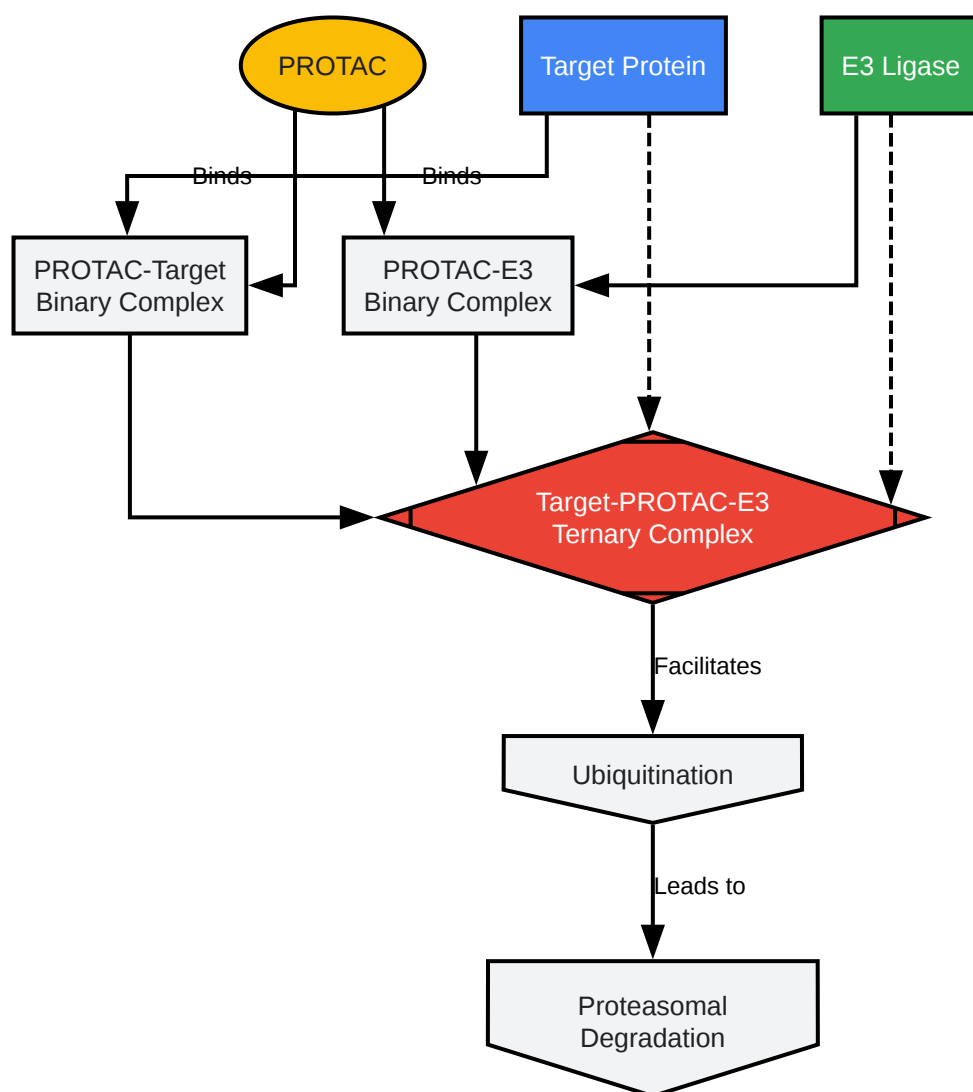 PROTAC
Target Protein
E3 Ligase
Binds
Binds
PROTAC-Target
Binary Complex
PROTAC-E3
Binary Complex
Target-PROTAC-E3
Ternary Complex
Facilitates
Ubiquitination
Leads to
Proteasomal
Degradation